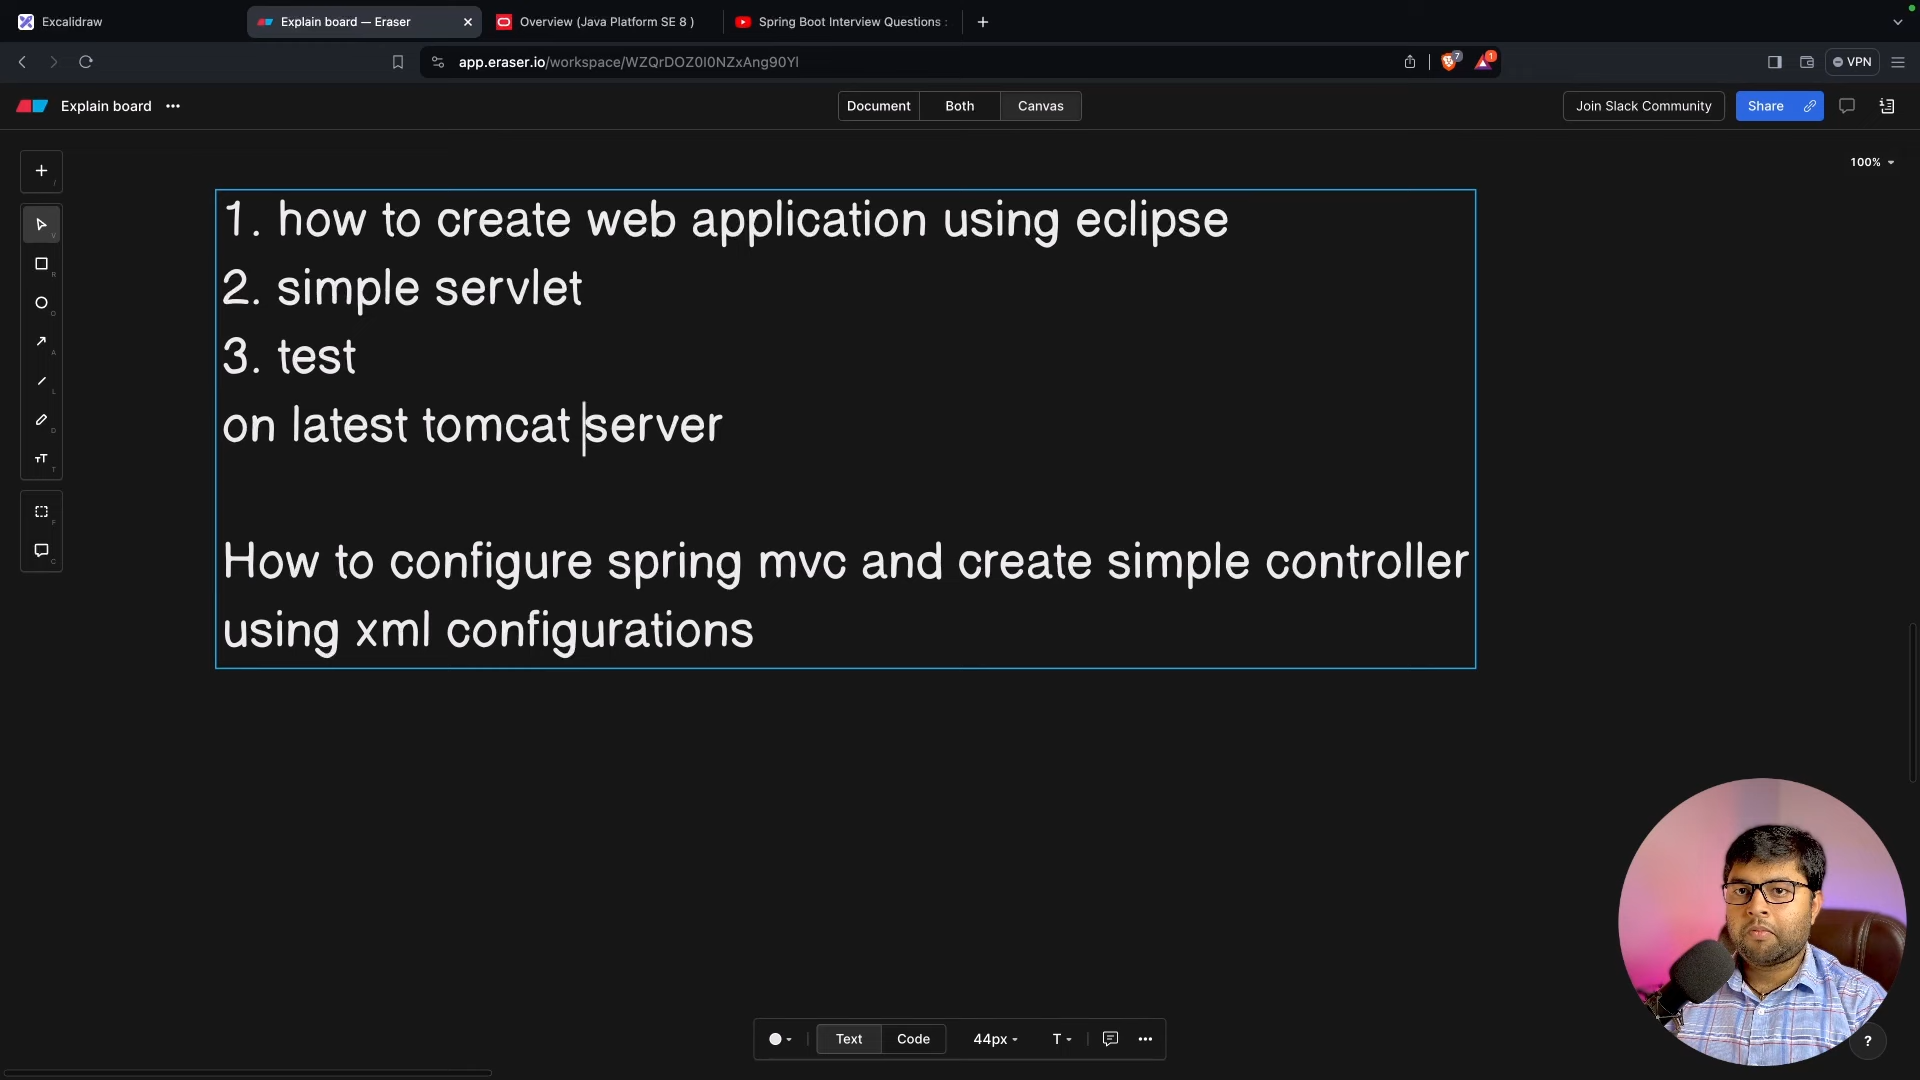 Excalidraw
Explain board — Eraser
Overview (Java Platform SE 8 )
Spring Boot Interview Questions :
app.eraser.io/workspace/WZQrDOZ0I0NZxAng90Yl
7
1
VPN
Explain board
Document
Both
Canvas
Join Slack Community
Share
100%
1. how to create web application using eclipse
2. simple servlet
3. test
on latest tomcat server
How to configure spring mvc and create simple controller
using xml configurations
Text
Code
44px
T
?